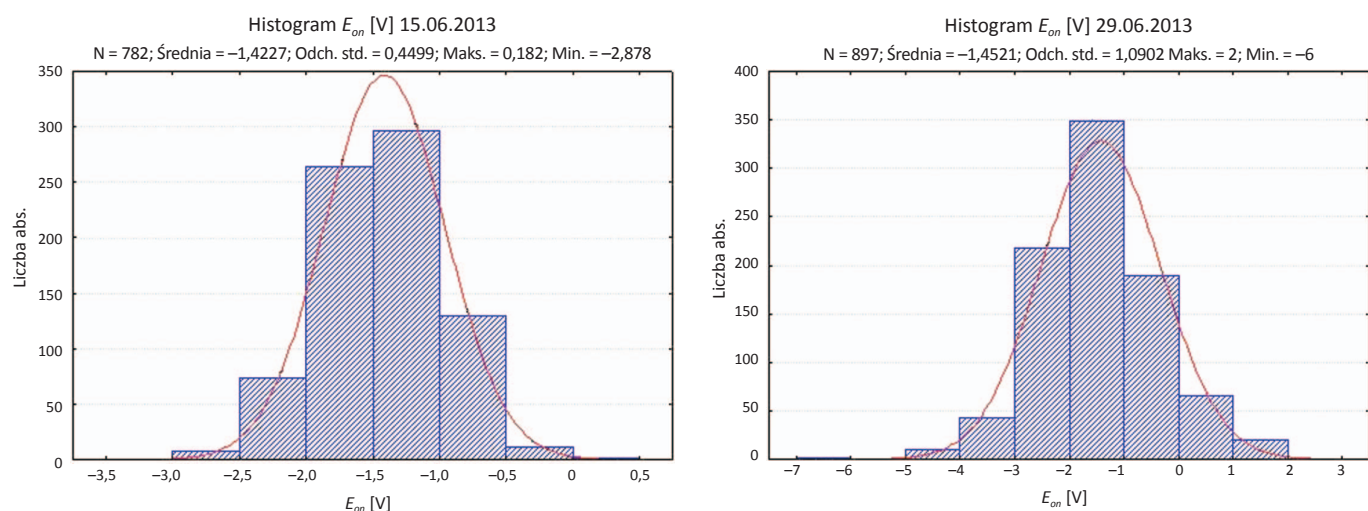 Histogram Eon [V] 15.06.2013
N = 782; Średnia = –1,4227; Odch. std. = 0,4499; Maks. = 0,182; Min. = –2,878
350
300
250
200
150
100
50
0
Liczba abs.
–3,5 –3,0 –2,5 –2,0 –1,5 –1,0 –0,5 0 0,5
Eon [V]
Histogram Eon [V] 29.06.2013
N = 897; Średnia = –1,4521; Odch. std. = 1,0902 Maks. = 2; Min. = –6
400
350
300
250
200
150
100
50
0
Liczba abs.
–7 –6 –5 –4 –3 –2 –1 0 1 2 3
Eon [V]